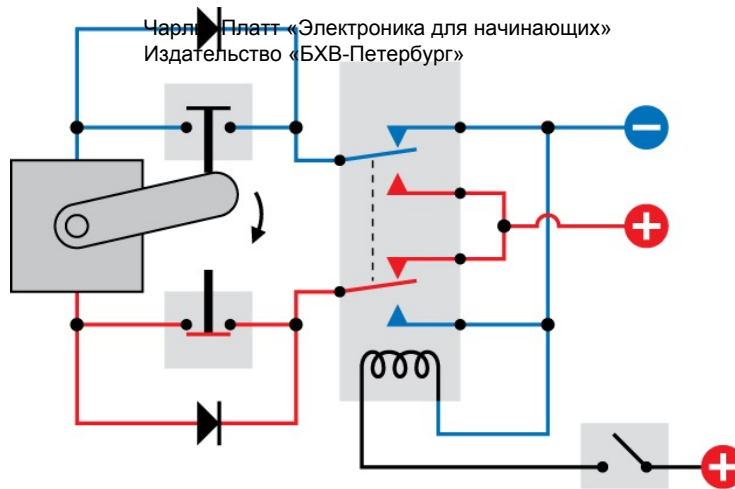 Чарльз Платт «Электроника для начинающих»
Издательство «БХВ-Петербург»